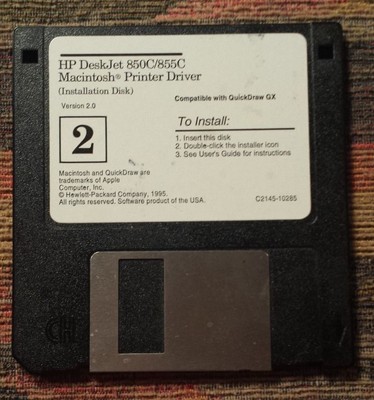 HP DeskJet 850C/855C
Macintosh® Printer Driver
(Installation Disk)
Compatible with QuickDraw GX
Version 2.0
2
To Install:
1. Insert this disk
2. Double-click the installer icon
3. See User's Guide for instructions
Macintosh and QuickDraw are
trademarks of Apple
Computer, Inc.
© Hewlett-Packard Company, 1995.
All rights reserved. Software product of the USA.
C2145-10285